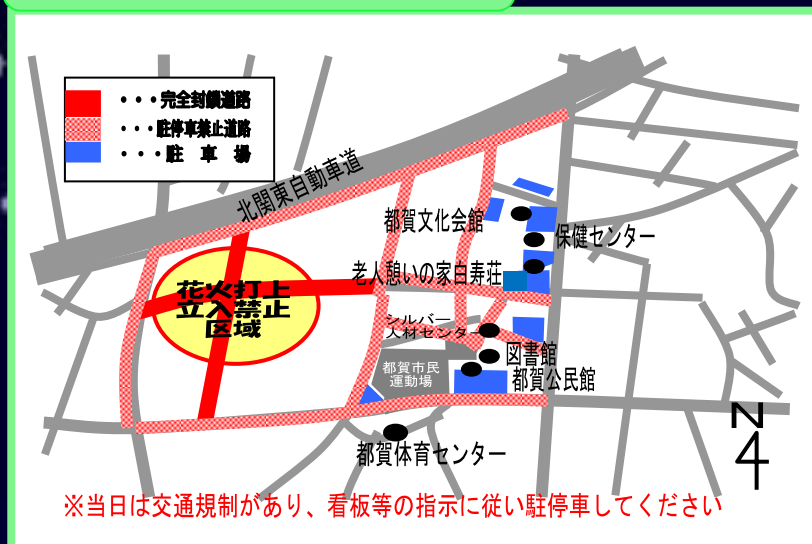 ・・・完全封鎖道路
・・・駐停車禁止道路
・・・駐 車 場
北関東自動車道
都賀文化会館
保健センター
老人憩いの家白寿荘
花火打上
立入禁止
区域
シルバー
人材センター
図書館
都賀市民
運動場
都賀公民館
都賀体育センター
N
※当日は交通規制があり、看板等の指示に従い駐停車してください